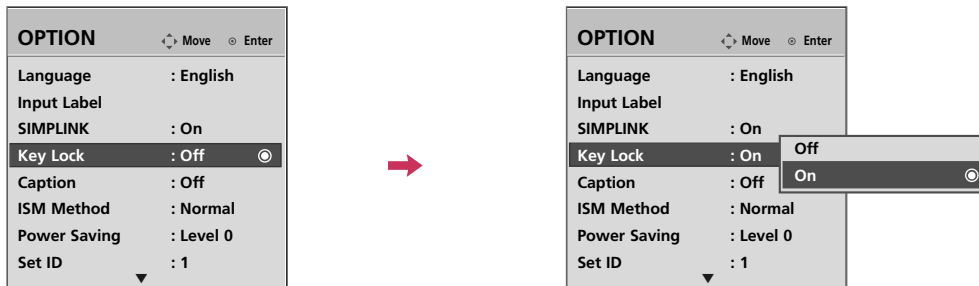 OPTION Move Enter
Language : English
Input Label
SIMPLINK : On
Key Lock : Off
Caption : Off
ISM Method : Normal
Power Saving : Level 0
Set ID : 1
OPTION Move Enter
Language : English
Input Label
SIMPLINK : On
Key Lock : On
Caption : Off
ISM Method : Normal
Power Saving : Level 0
Set ID : 1
Off
On